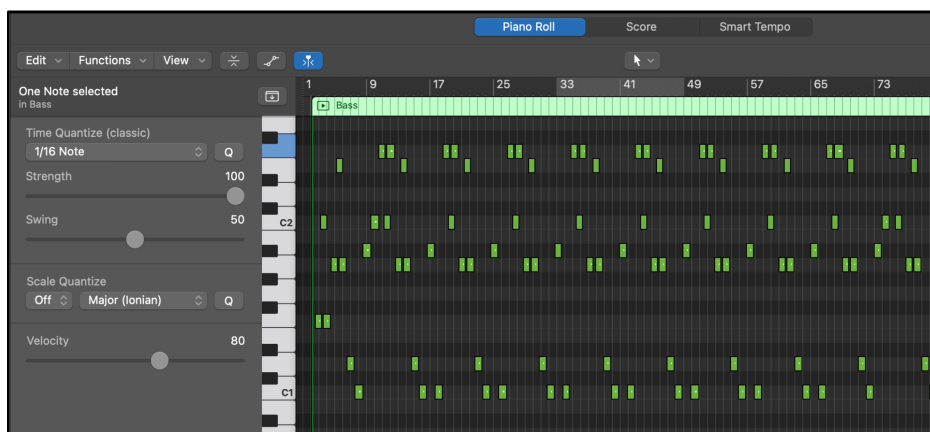 Piano Roll Score Smart Tempo
Edit Functions View
1 9 17 25 33 41 49 57 65 73
One Note selected
in Bass
Bass
Time Quantize (classic)
1/16 Note Q
Strength 100
Swing 50
C2
Scale Quantize
Off Major (Ionian) Q
Velocity 80
C1